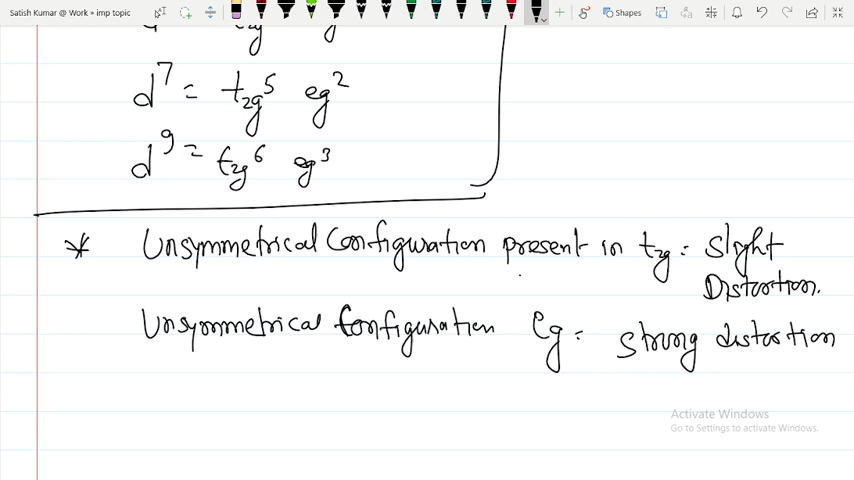 Satish Kumar @ Work » imp topic
Shapes
t2g
d7 = t2g5 eg2
d9 = t2g6 eg3
* Unsymmetrical Configuration present in t2g = Slight
Distortion.
Unsymmetrical Configuration eg = strong distortion
Activate Windows
Go to Settings to activate Windows.